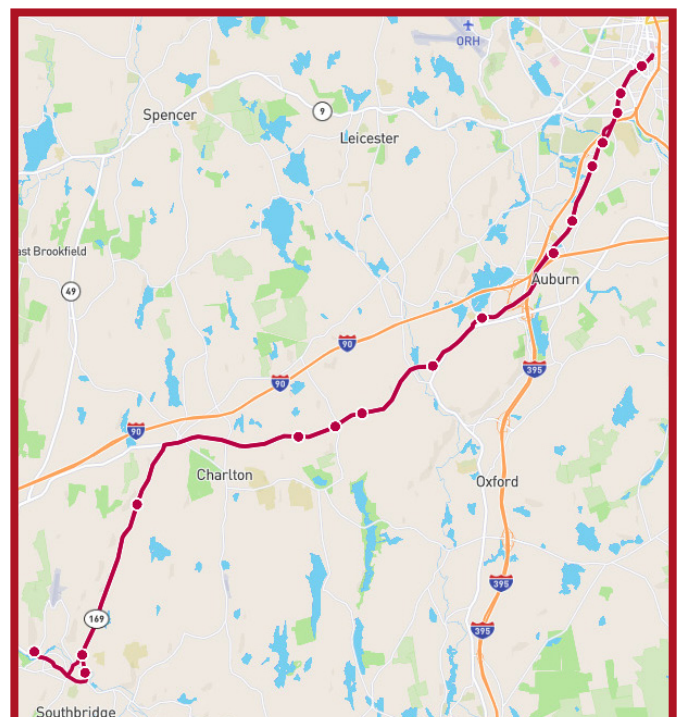 ORH
Spencer
9
Leicester
ast Brookfield
49
Auburn
90
395
90
90
Charlton
Oxford
395
169
395
Southbridge